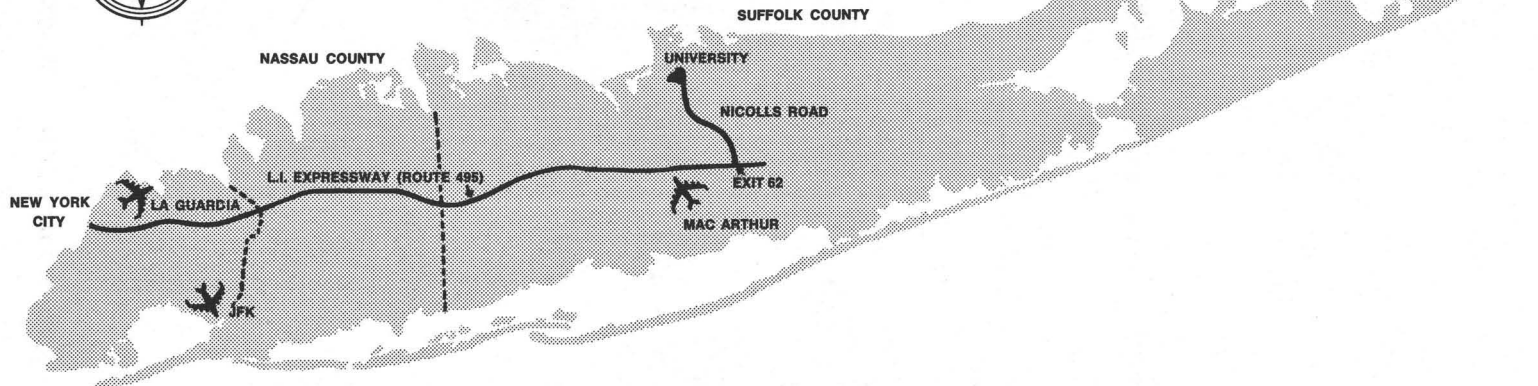 SUFFOLK COUNTY
NASSAU COUNTY
UNIVERSITY
NICOLLS ROAD
L.I. EXPRESSWAY (ROUTE 495)
EXIT 62
NEW YORK
CITY
LA GUARDIA
MAC ARTHUR
JFK